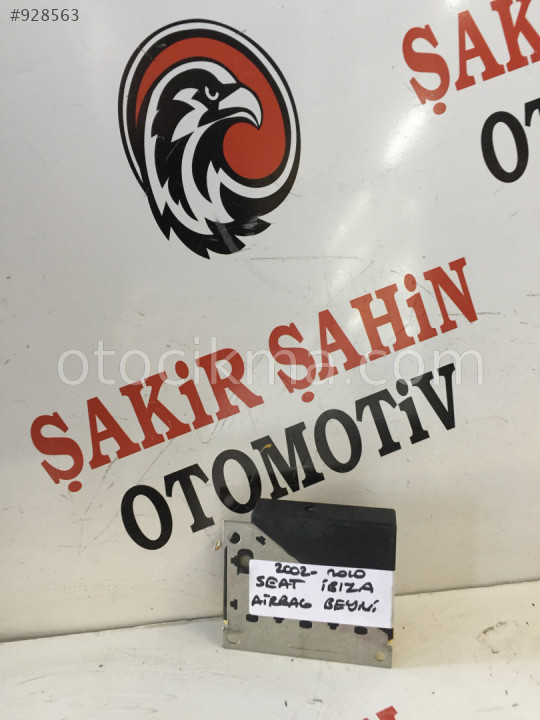 #928563
ŞAKİ
OT
ŞAKİR ŞAHİN
otocikma.com
OTOMOTİV
2002-2010
SEAT İBİZA
AİRBAG BEYNİ